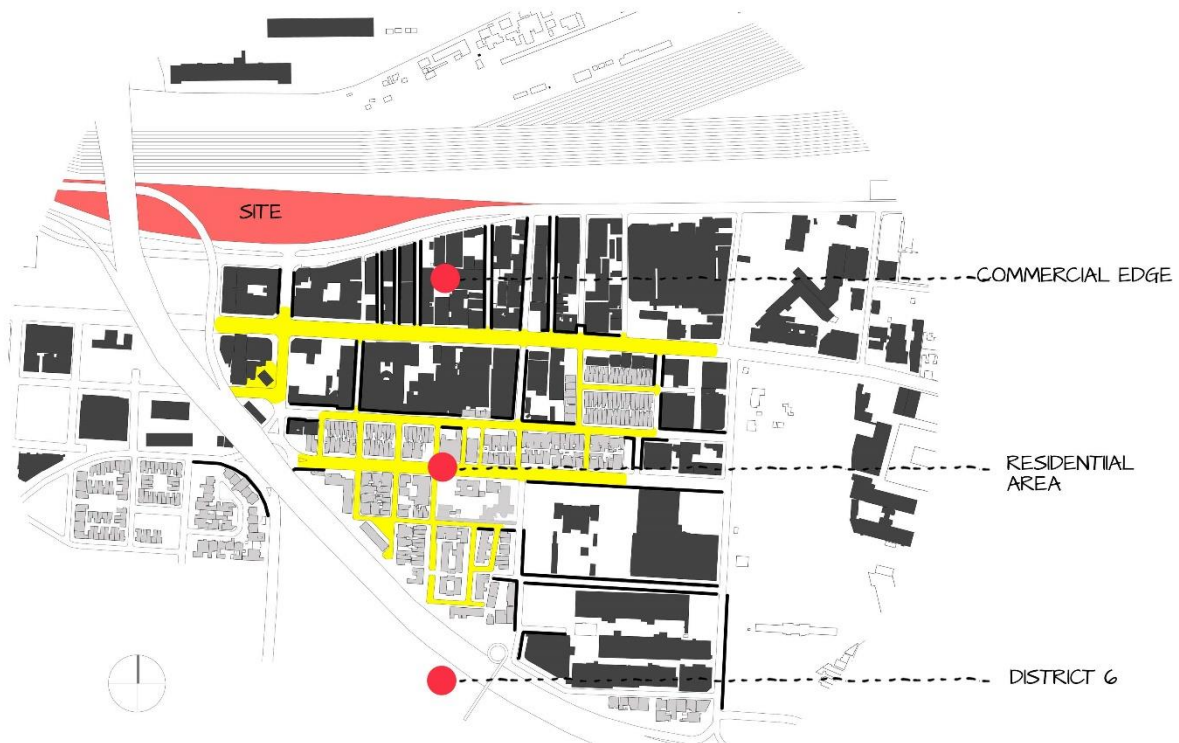 SITE
COMMERCIAL EDGE
RESIDENTIIAL
AREA
DISTRICT 6